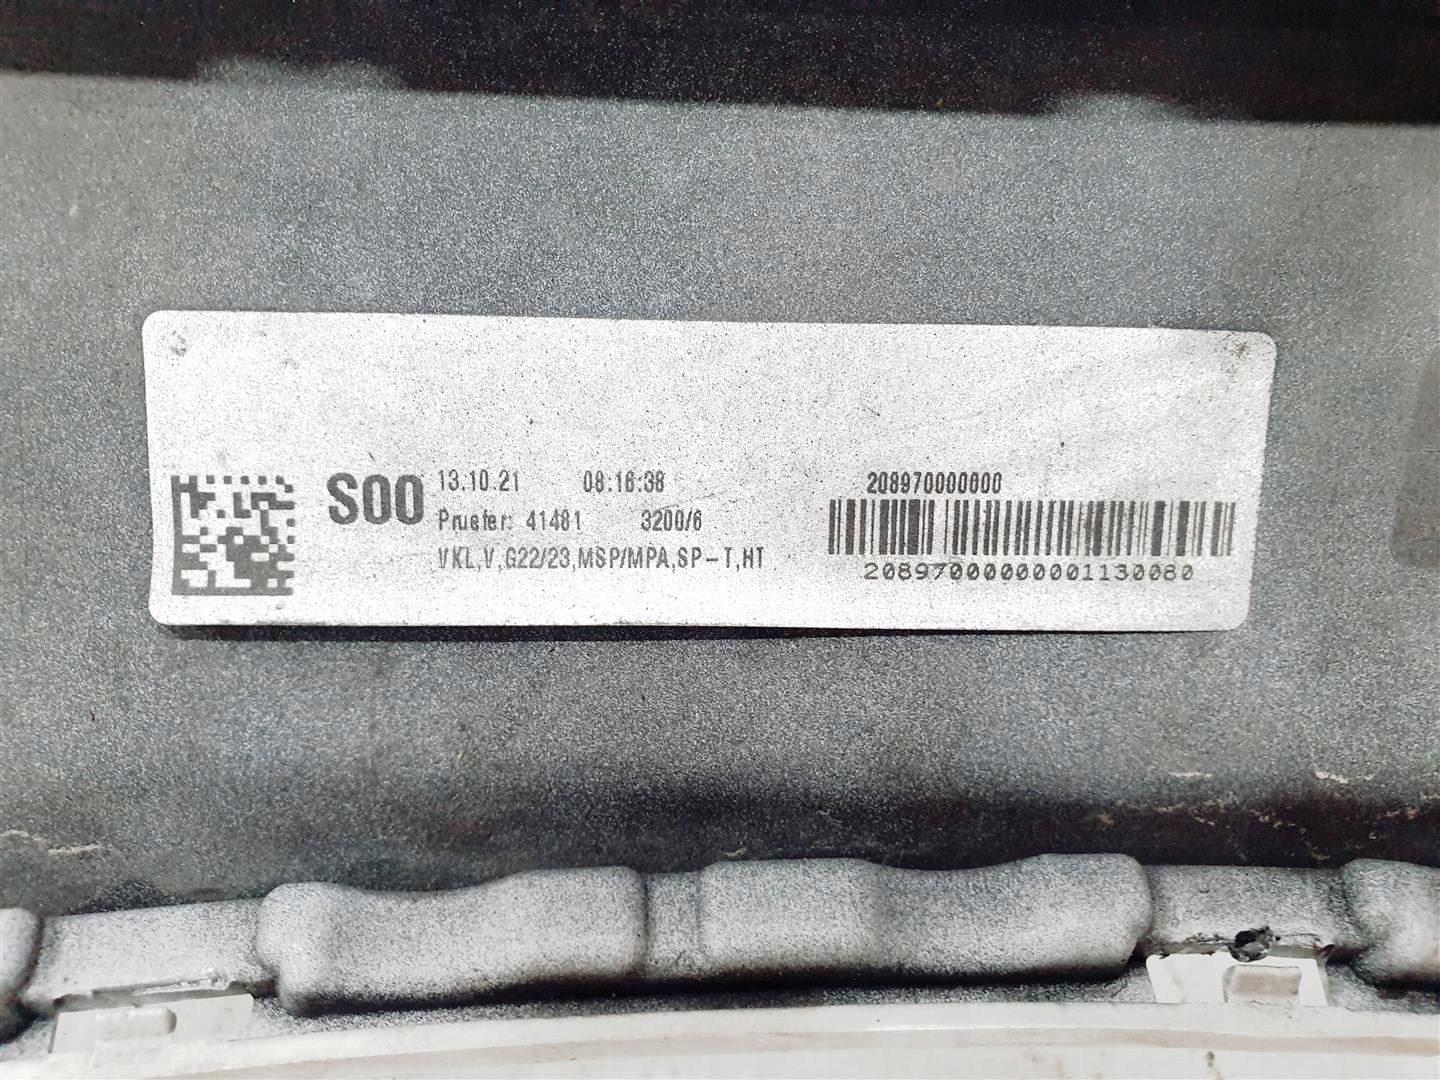 S00
13.10.21 08:16:38
Pruefer: 41481 3200/6
VKL,V,G22/23,MSP/MPA,SP-T,HT
208970000000
20897000000001130080